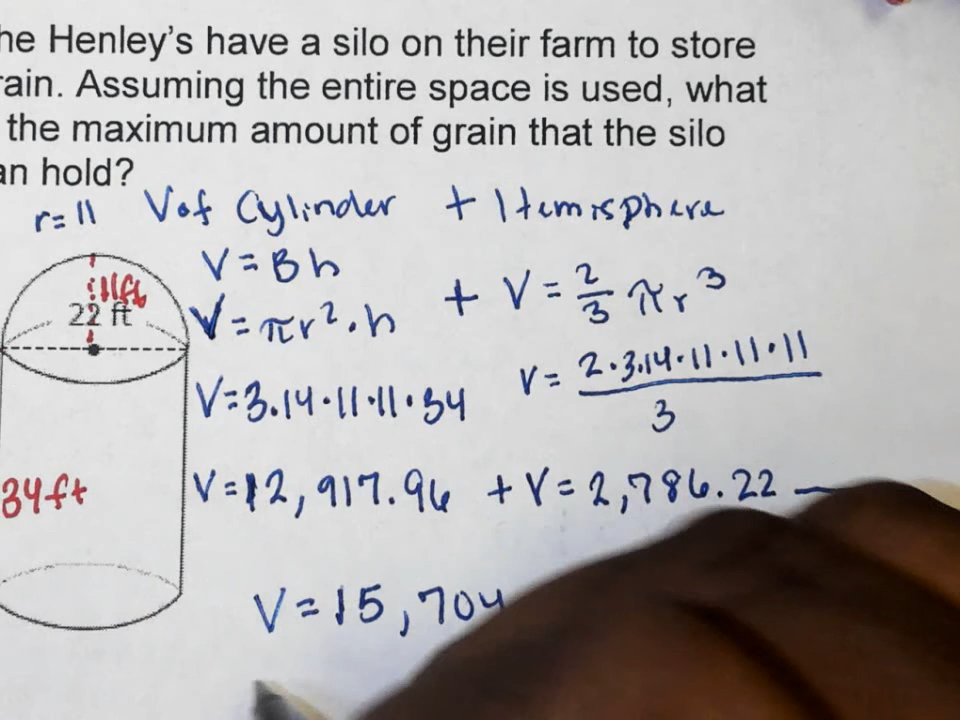 he Henley's have a silo on their farm to store
rain. Assuming the entire space is used, what
the maximum amount of grain that the silo
an hold?
r=11 V of Cylinder + Hemisphere
V=Bh
V=πr²·h + V=2/3 πr³
V=3.14·11·11·34 V=2·3.14·11·11·11/3
V=12,917.96 + V=2,786.22
V=15,704
11ft
22 ft
34ft